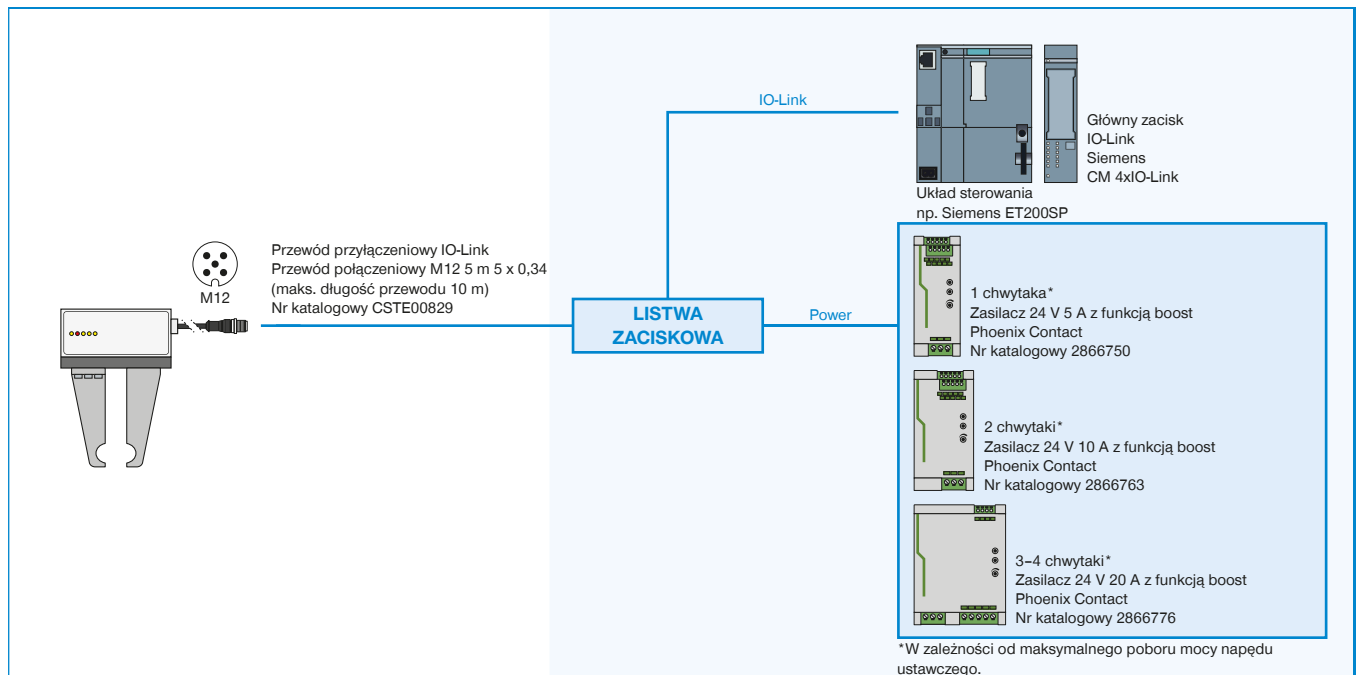 IO-Link
Główny zacisk
IO-Link
Siemens
CM 4xIO-Link
Układ sterowania
np. Siemens ET200SP
M12
Przewód przyłączeniowy IO-Link
Przewód połączeniowy M12 5 m 5 x 0,34
(maks. długość przewodu 10 m)
Nr katalogowy CSTE00829
LISTWA
ZACISKOWA
Power
1 chwytaka*
Zasilacz 24 V 5 A z funkcją boost
Phoenix Contact
Nr katalogowy 2866750
2 chwytaki*
Zasilacz 24 V 10 A z funkcją boost
Phoenix Contact
Nr katalogowy 2866763
3–4 chwytaki*
Zasilacz 24 V 20 A z funkcją boost
Phoenix Contact
Nr katalogowy 2866776
*W zależności od maksymalnego poboru mocy napędu
ustawczego.